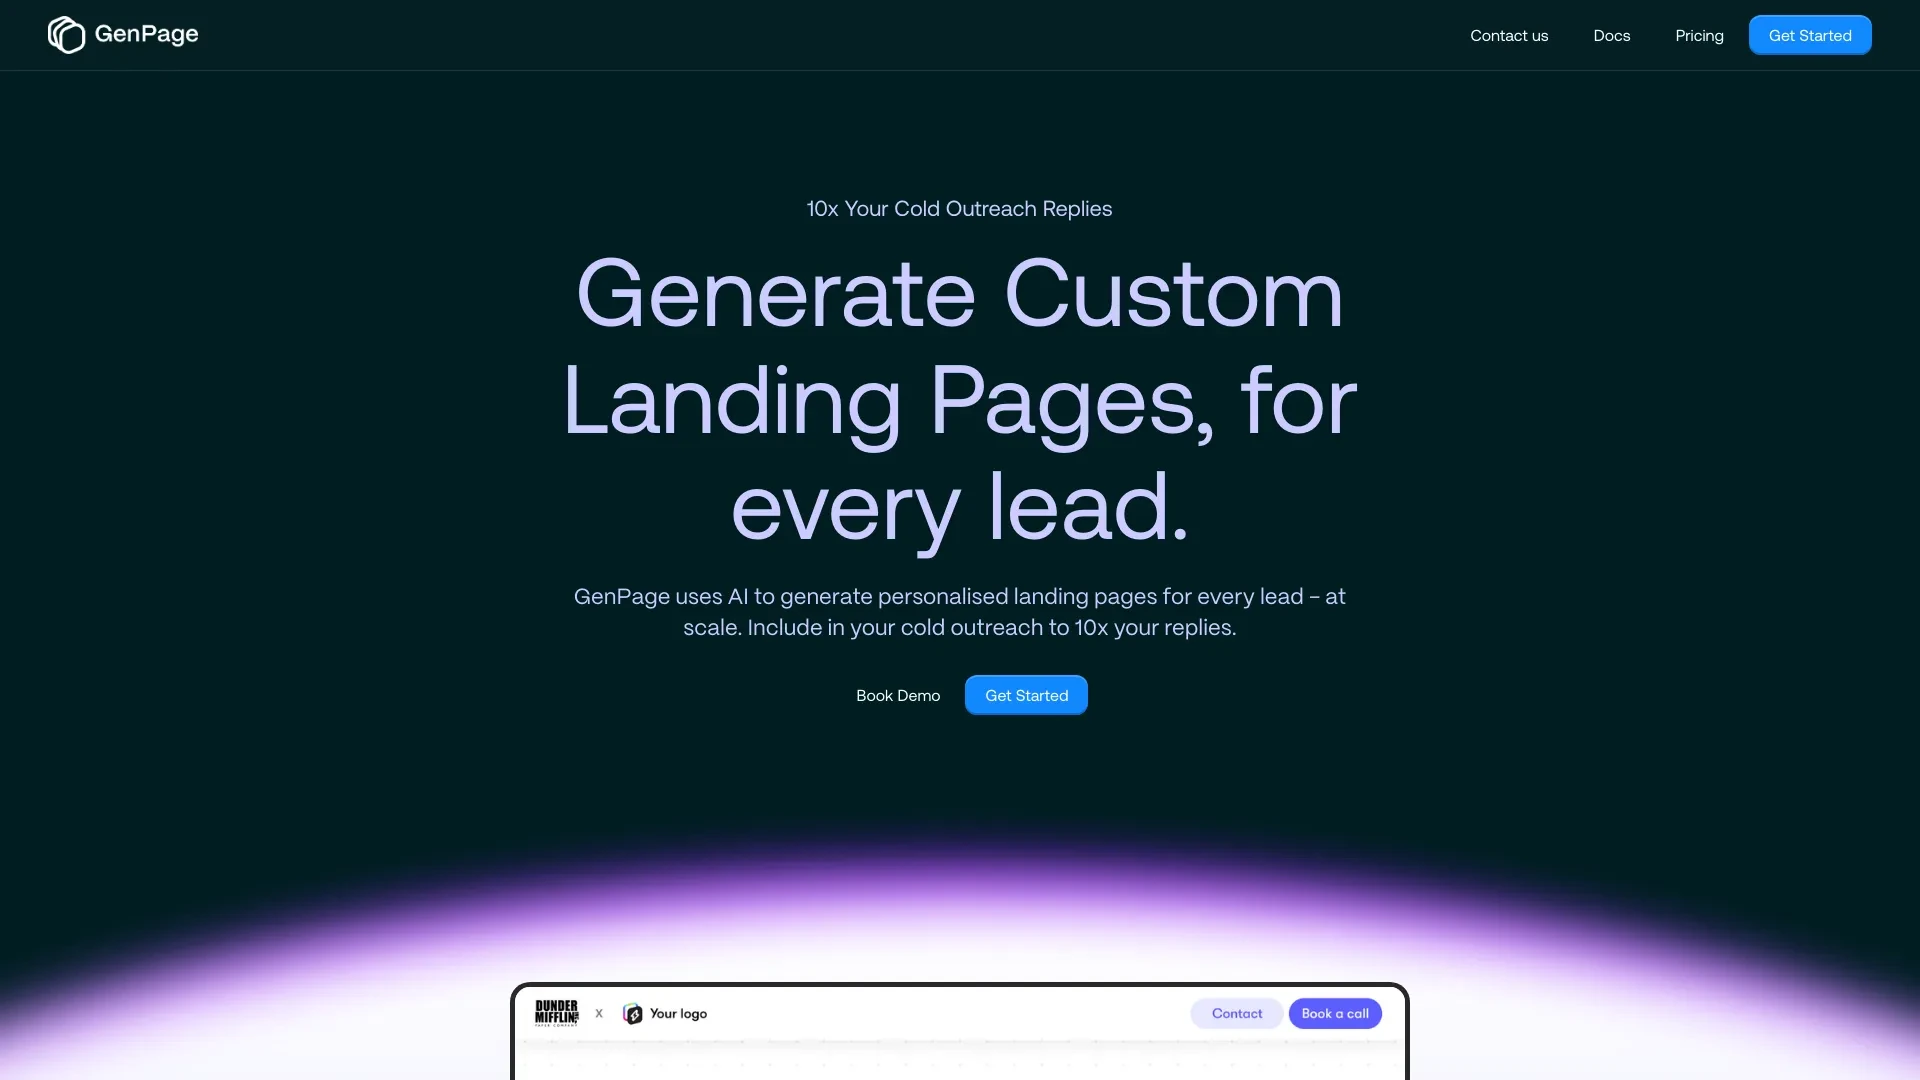 GenPage
Contact us
Docs
Pricing
Get Started
10x Your Cold Outreach Replies
Generate Custom
Landing Pages, for
every lead.
GenPage uses AI to generate personalised landing pages for every lead - at
scale. Include in your cold outreach to 10x your replies.
Book Demo
Get Started
DUNDER
MIFFLIN
PAPER COMPANY
X
Your logo
Contact
Book a call